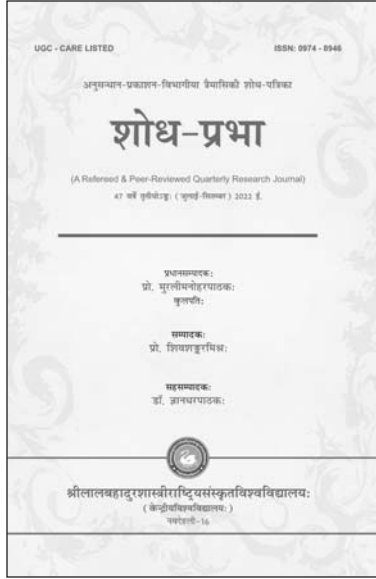 UGC - CARE LISTED
ISSN: 0974 - 8946
अनुसन्धान-प्रकाशन-विभागीया त्रैमासिकी शोध-पत्रिका
शोध-प्रभा
(A Refereed & Peer-Reviewed Quarterly Research Journal)
47 वर्षे तृतीयोऽङ्कः ( जुलाई-सितम्बर ) 2022 ई.
प्रधानसम्पादकः
प्रो. मुरलीमनोहरपाठकः
कुलपतिः
सम्पादकः
प्रो. शिवशङ्करमिश्रः
सहसम्पादकः
डॉ. ज्ञानधरपाठकः
श्रीलालबहादुरशास्त्रीराष्ट्रियसंस्कृतविश्वविद्यालयः
( केन्द्रीयविश्वविद्यालयः )
नवदेहली-16